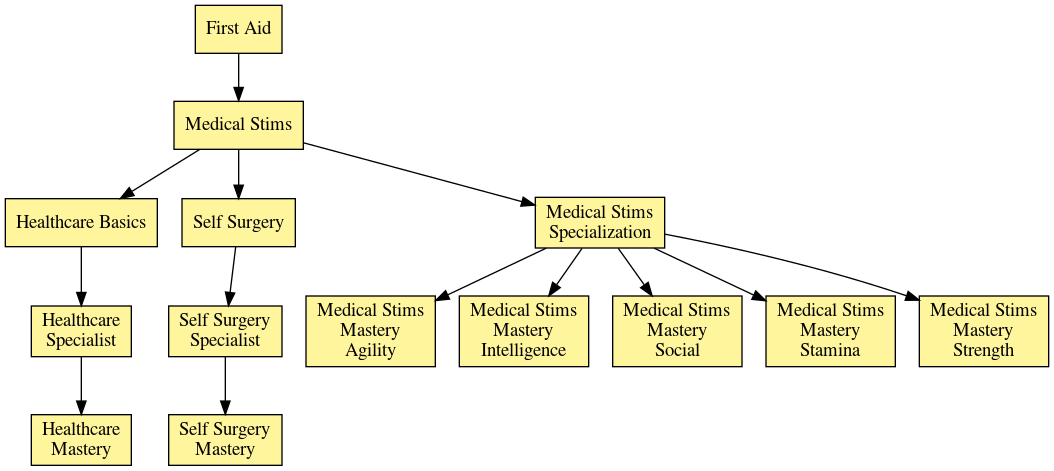 First Aid
Medical Stims
Healthcare Basics
Self Surgery
Medical Stims
Specialization
Healthcare
Specialist
Self Surgery
Specialist
Medical Stims
Mastery
Agility
Medical Stims
Mastery
Intelligence
Medical Stims
Mastery
Social
Medical Stims
Mastery
Stamina
Medical Stims
Mastery
Strength
Healthcare
Mastery
Self Surgery
Mastery